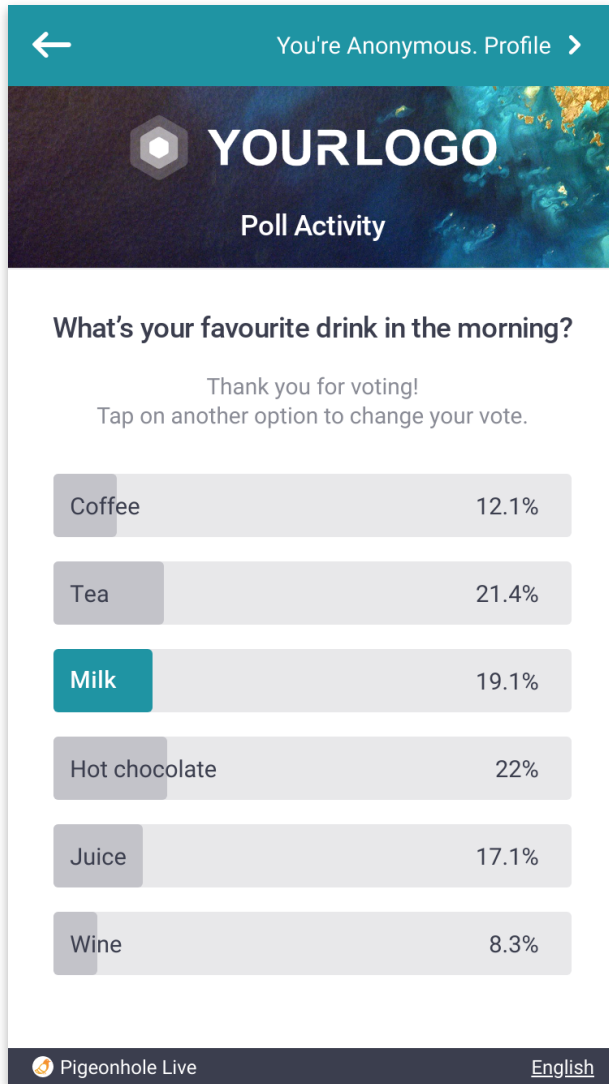 You're Anonymous. Profile
YOURLOGO
Poll Activity
What's your favourite drink in the morning?
Thank you for voting!
Tap on another option to change your vote.
Coffee 12.1%
Tea 21.4%
Milk 19.1%
Hot chocolate 22%
Juice 17.1%
Wine 8.3%
Pigeonhole Live English